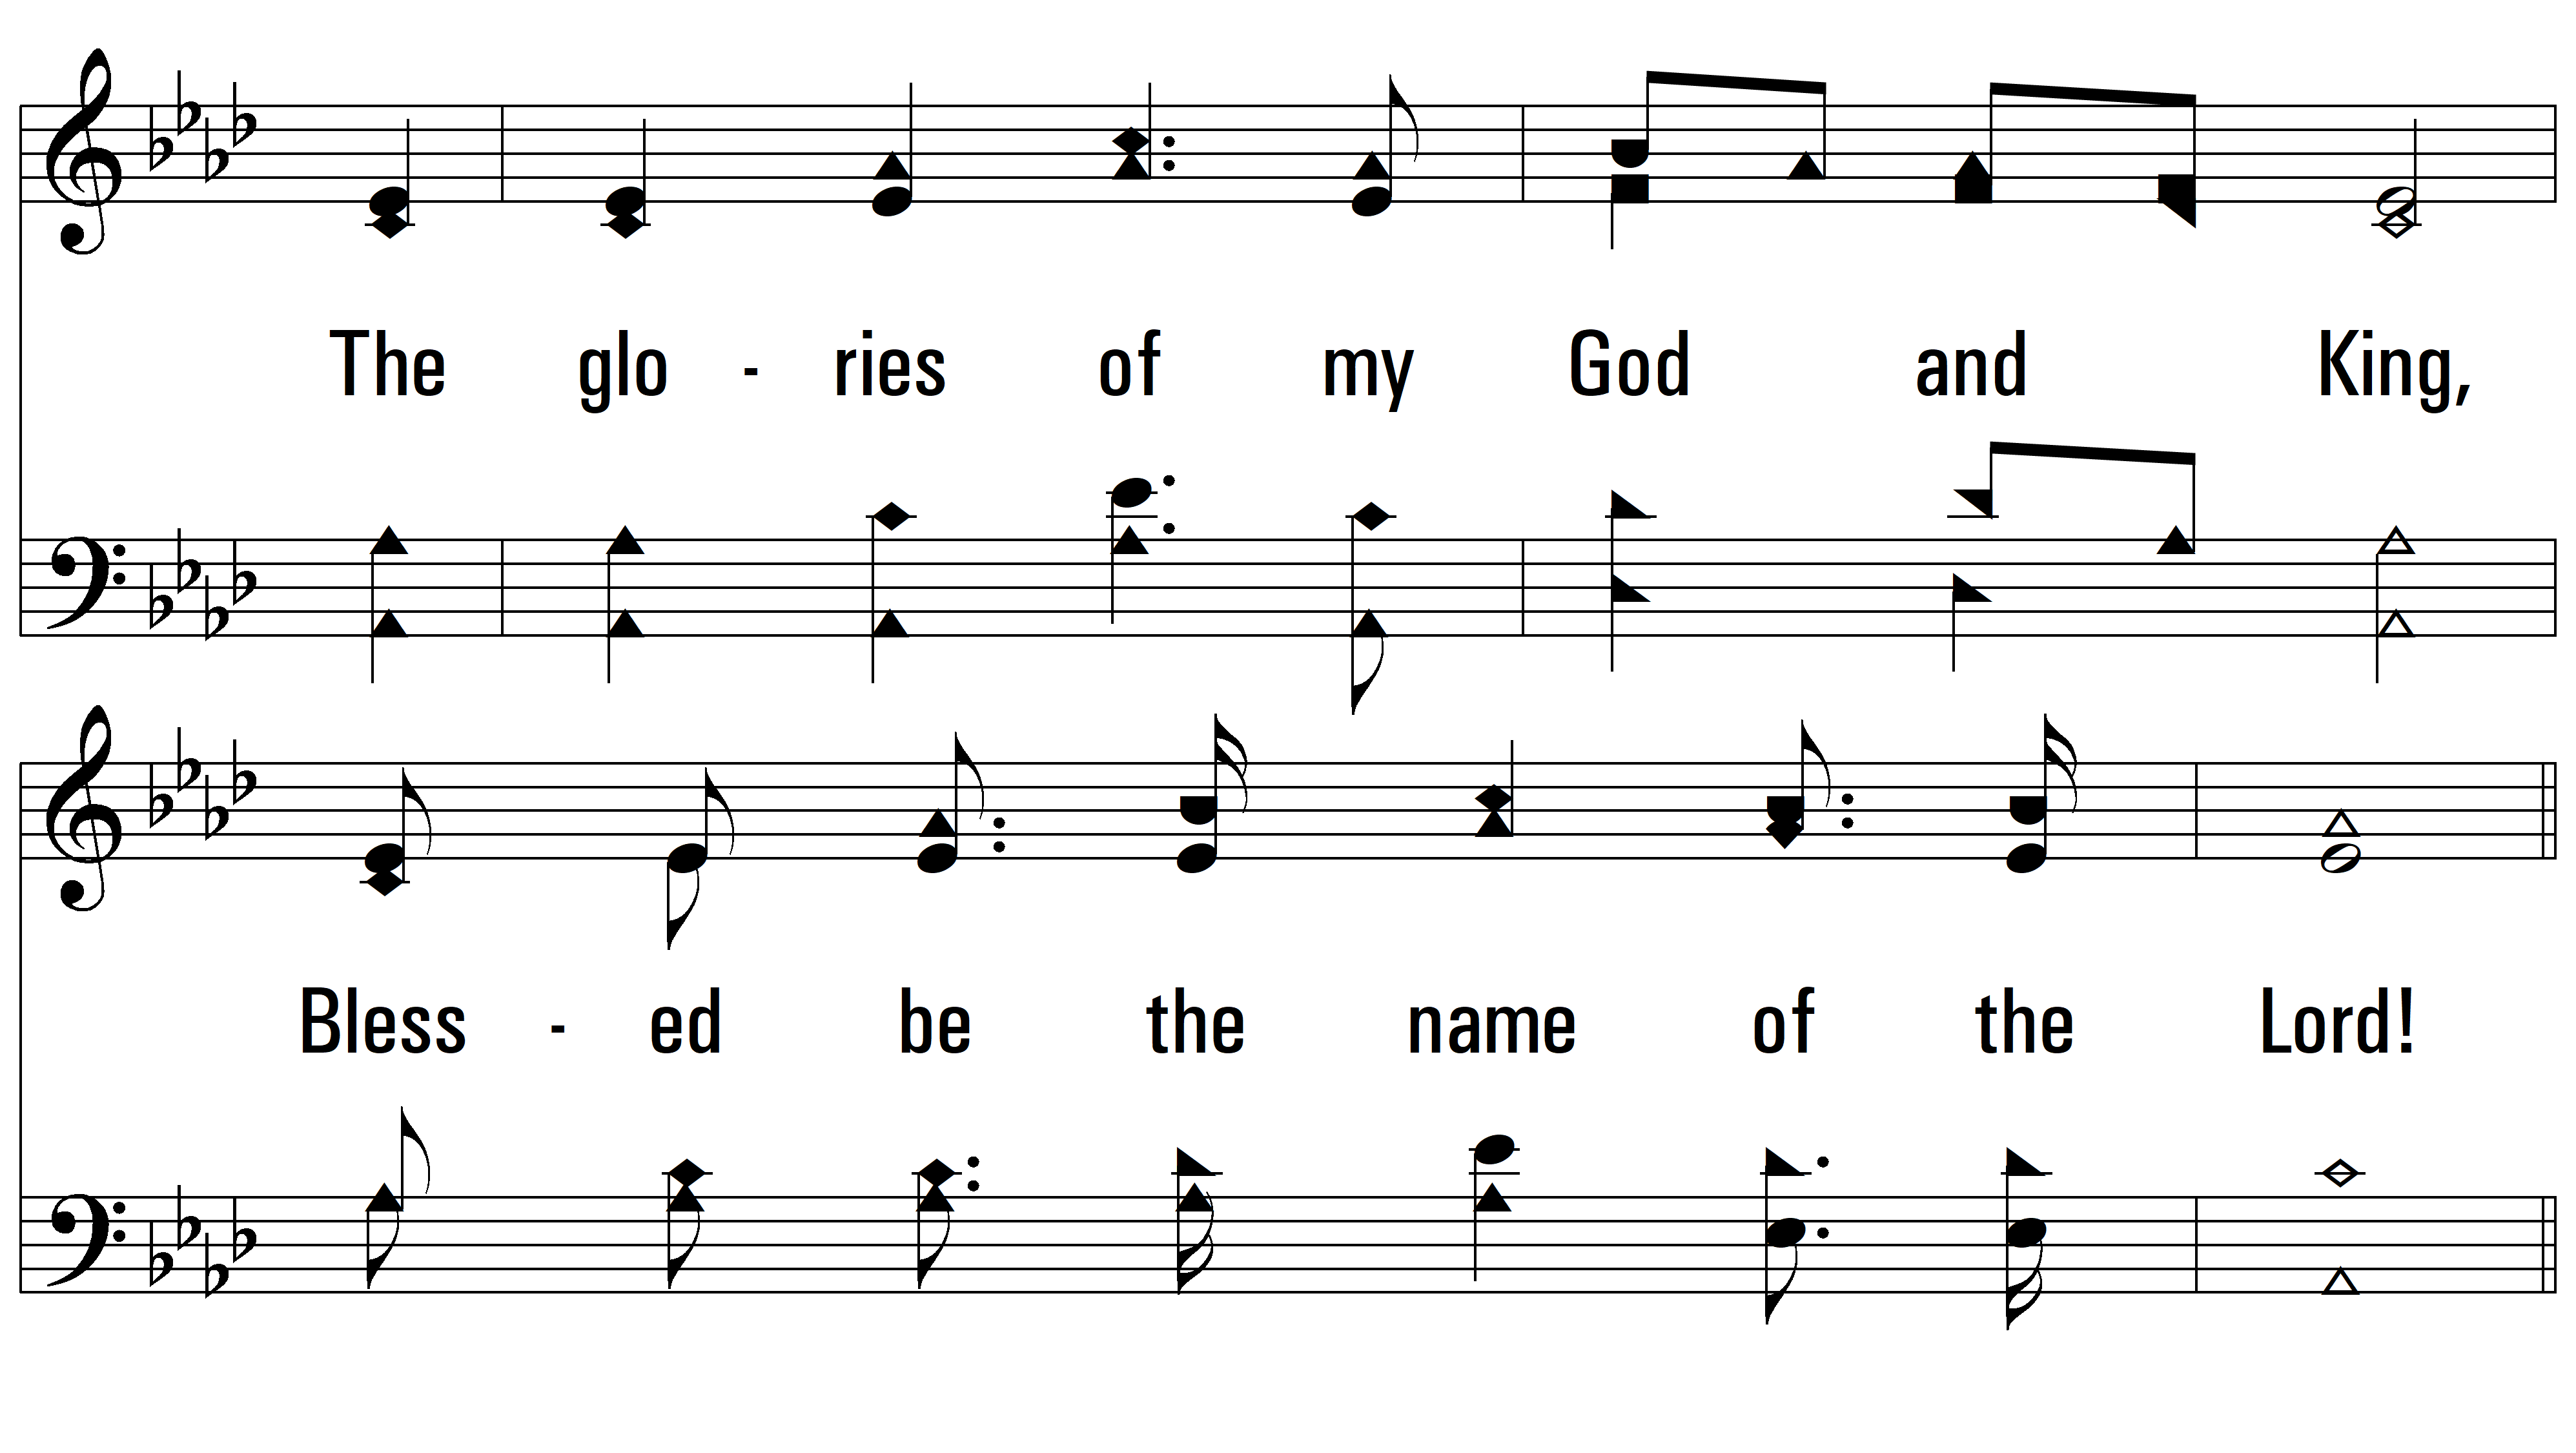 The glo - ries of my God and King,
Bless - ed be the name of the Lord!